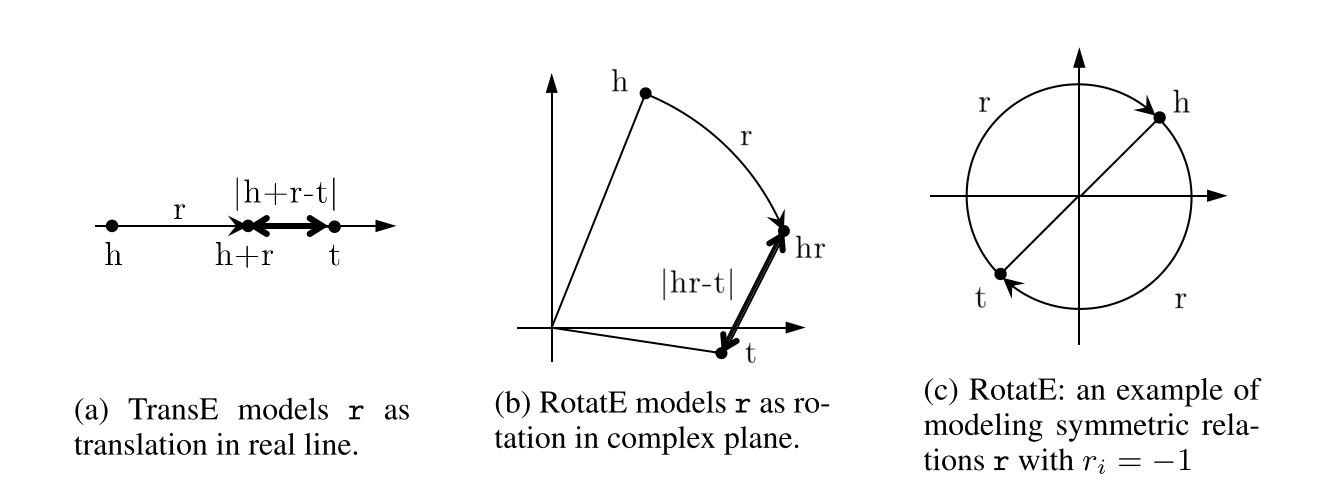 r
|h+r-t|
h
h+r
t
(a) TransE models r as
translation in real line.
h
r
hr
|hr-t|
t
(b) RotatE models r as ro-
tation in complex plane.
r
h
t
r
(c) RotatE: an example of
modeling symmetric rela-
tions r with rᵢ = −1